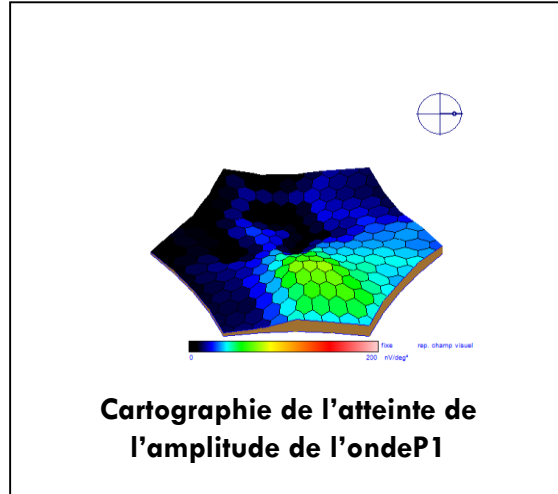 fixe rep. champ visuel
0 200 nV/deg²
Cartographie de l’atteinte de
l’amplitude de l’ondeP1